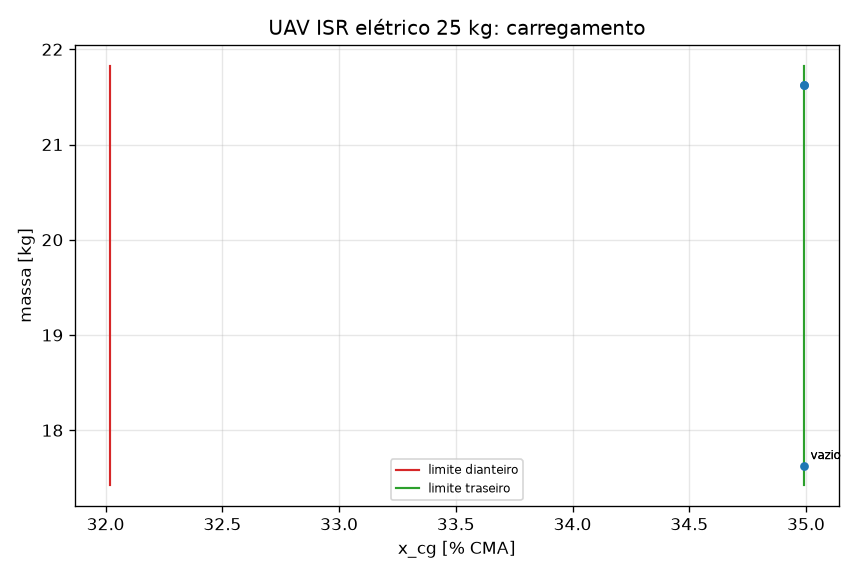 UAV ISR elétrico 25 kg: carregamento
massa [kg]
22
21
20
19
18
vazio
limite dianteiro
limite traseiro
32.0 32.5 33.0 33.5 34.0 34.5 35.0
x_cg [% CMA]